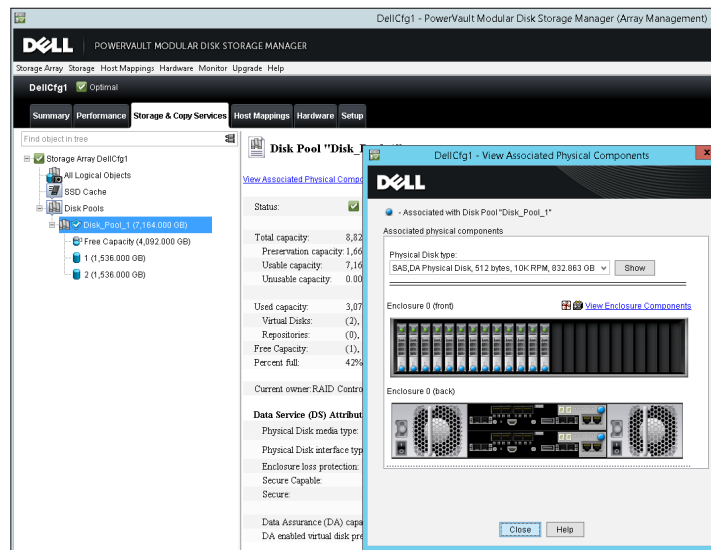 DellCfg1 - PowerVault Modular Disk Storage Manager (Array Management)
DELL POWERVAULT MODULAR DISK STORAGE MANAGER
Storage Array Storage Host Mappings Hardware Monitor Upgrade Help
DellCfg1 Optimal
Summary Performance Storage & Copy Services Host Mappings Hardware Setup
Find object in tree
Storage Array DellCfg1
All Logical Objects
SSD Cache
Disk Pools
Disk_Pool_1 (7,164.000 GB)
Free Capacity (4,092.000 GB)
1 (1,536.000 GB)
2 (1,536.000 GB)
Disk Pool "Disk_
View Associated Physical Compo
Status:
Total capacity: 8,82
Preservation capacity: 1,66
Usable capacity: 7,16
Unusable capacity: 0.00
Used capacity: 3,07
Virtual Disks: (2),
Repositories: (0),
Free Capacity: (1),
Percent full: 42%
Current owner: RAID Contro
Data Service (DS) Attribut
Physical Disk media type:
Physical Disk interface typ
Enclosure loss protection:
Secure Capable:
Secure:
Data Assurance (DA) capa
DA enabled virtual disk pre
DellCfg1 - View Associated Physical Components
x
DELL
- Associated with Disk Pool "Disk_Pool_1"
Associated physical components
Physical Disk type:
SAS,DA Physical Disk, 512 bytes, 10K RPM, 832.863 GB Show
Enclosure 0 (front) View Enclosure Components
Enclosure 0 (back)
Close Help